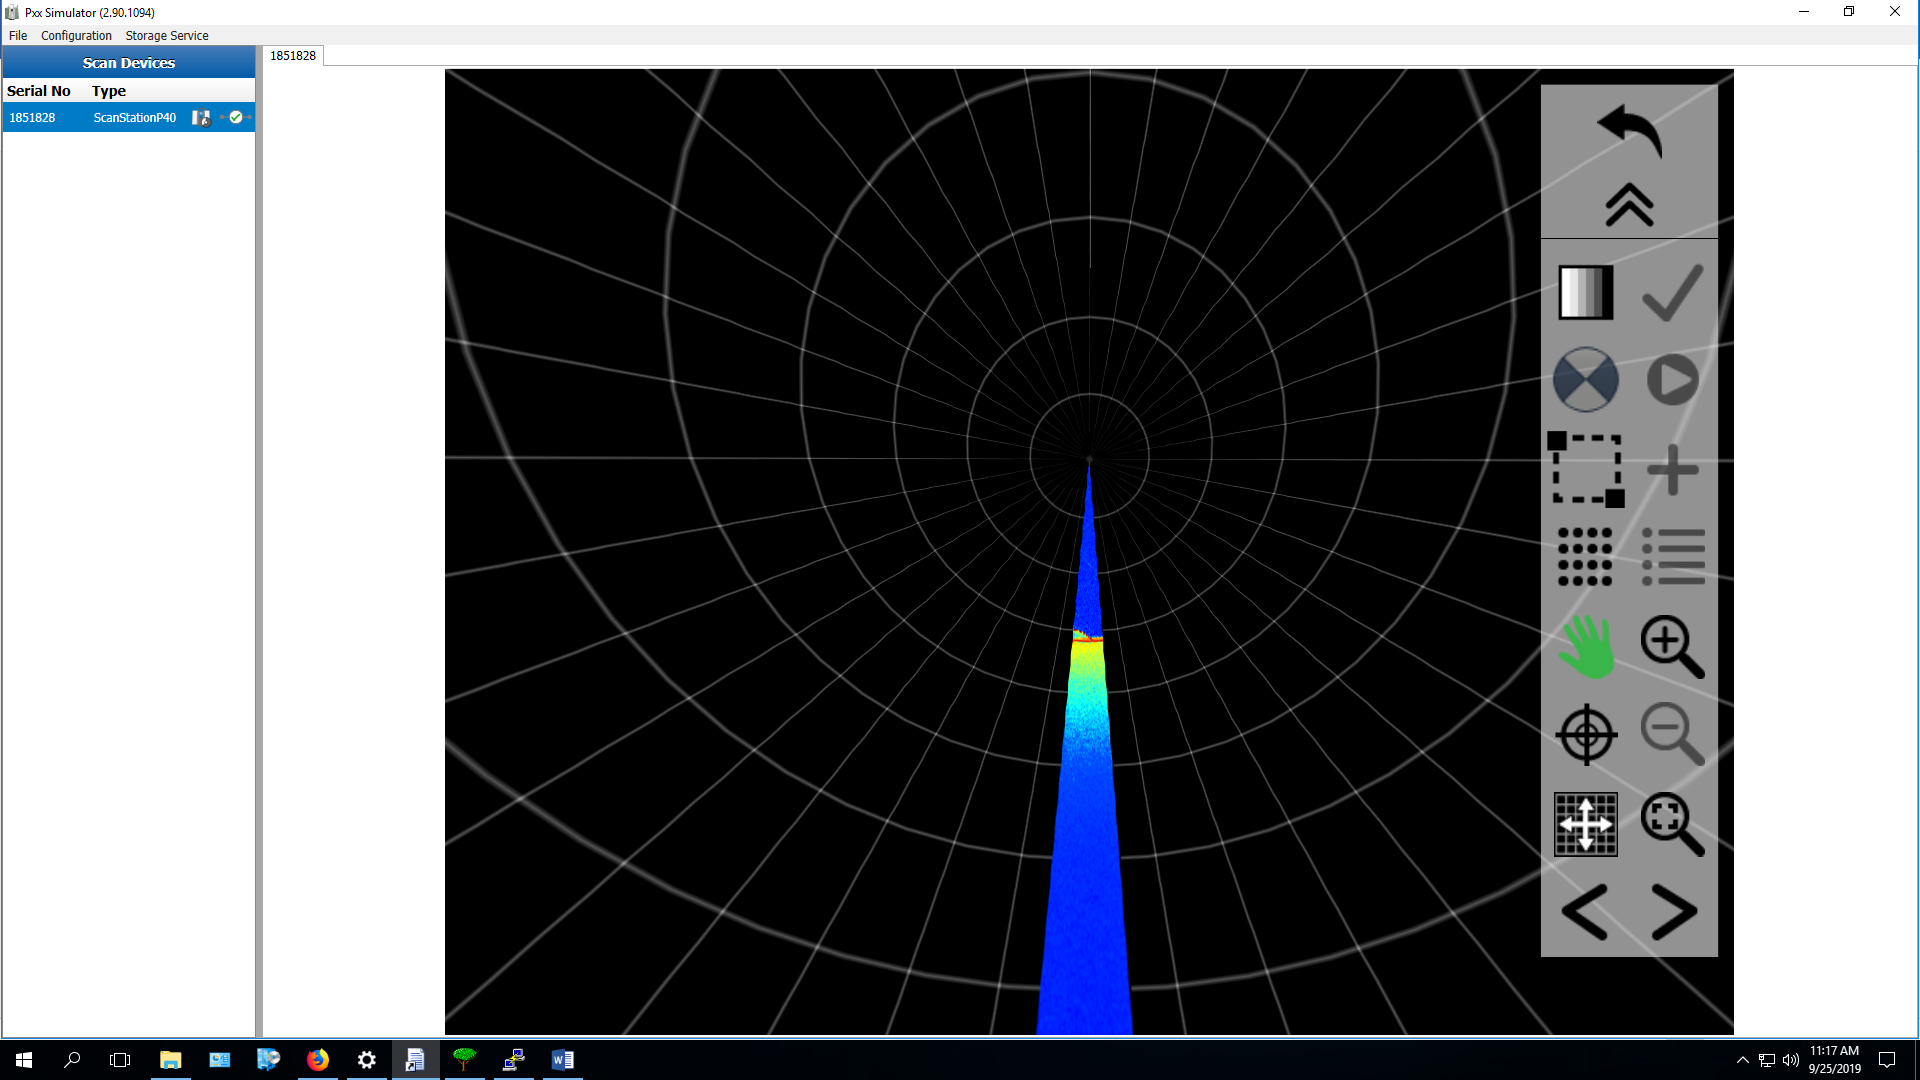 Pxx Simulator (2.90.1094)
File Configuration Storage Service
Scan Devices
1851828
Serial No Type
1851828 ScanStationP40
11:17 AM
9/25/2019